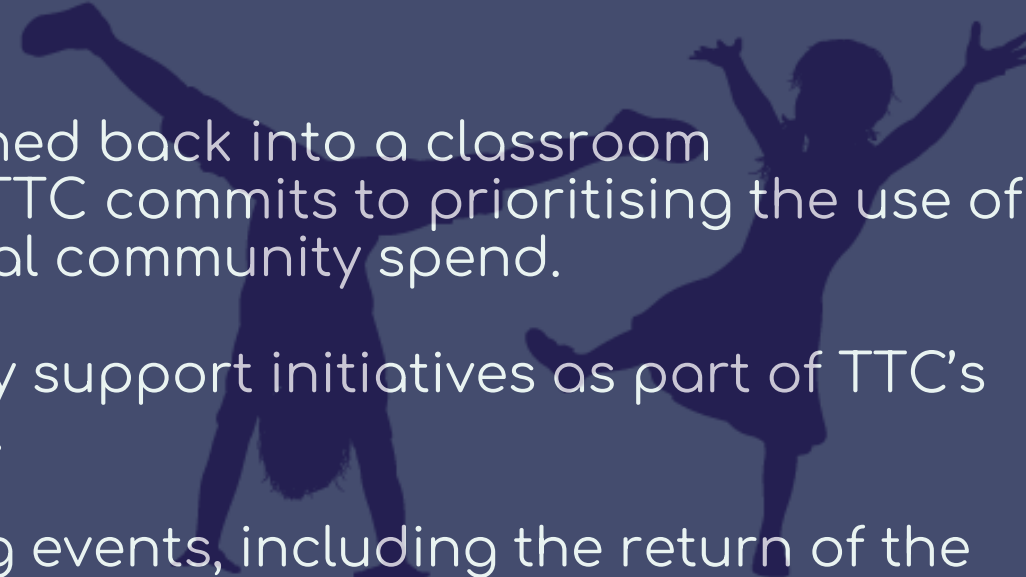 ned back into a classroom
TTC commits to prioritising the use of
al community spend.
y support initiatives as part of TTC’s
.
g events, including the return of the